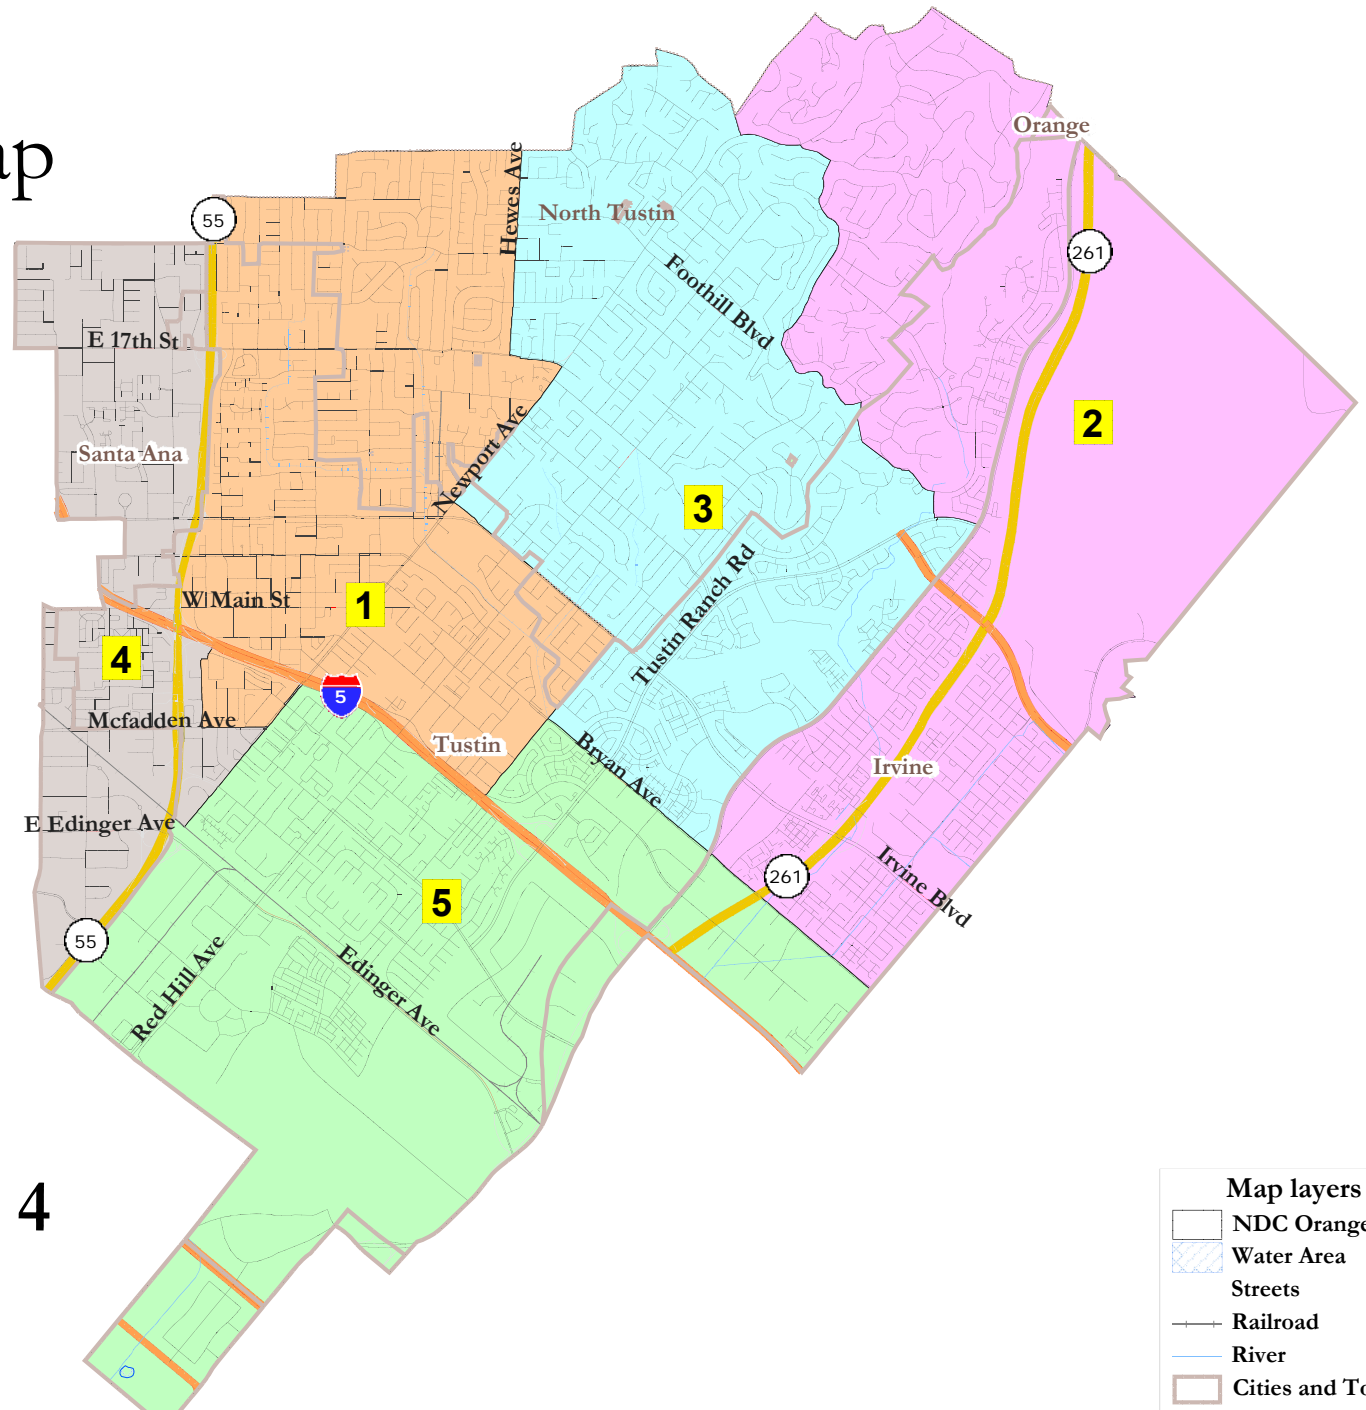 ap
Orange
Hewes Ave
55
North Tustin
261
Foothill Blvd
E 17th St
2
Newport Ave
Santa Ana
3
Tustin Ranch Rd
W Main St
1
4
5
Mcfadden Ave
Tustin
Bryan Ave
Irvine
E Edinger Ave
261
Irvine Blvd
5
55
Red Hill Ave
Edinger Ave
4
Map layers
NDC Orange
Water Area
Streets
Railroad
River
Cities and To